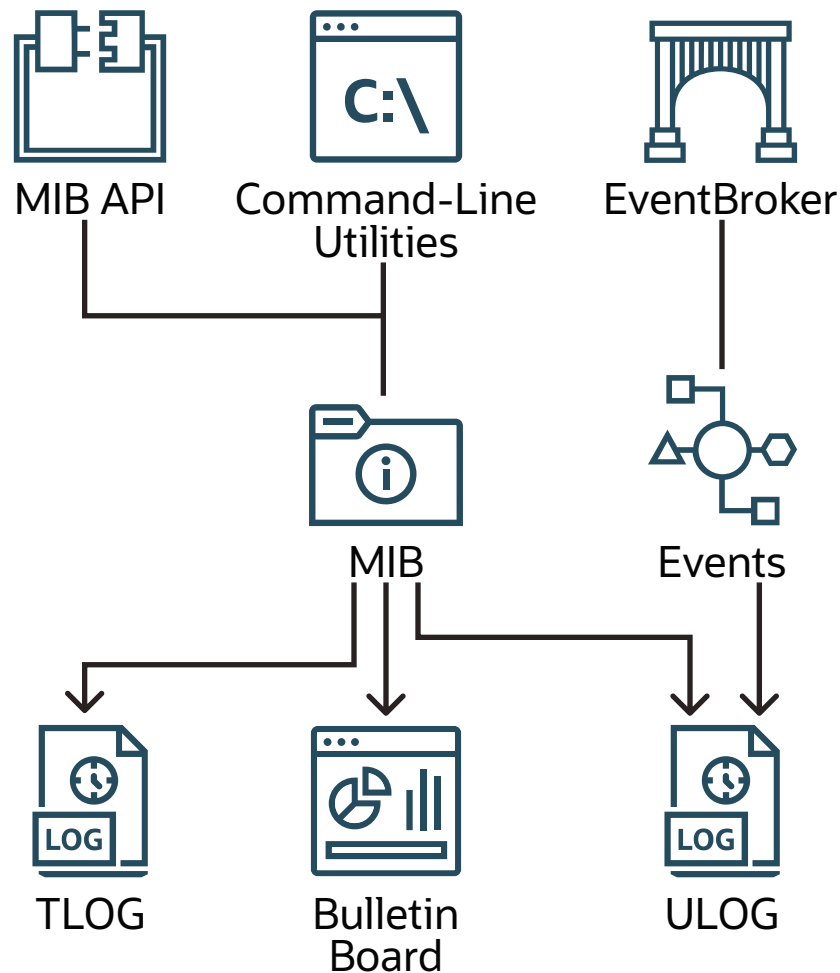 C:\
MIB API
Command-Line
Utilities
EventBroker
MIB
Events
LOG
LOG
TLOG
Bulletin
Board
ULOG